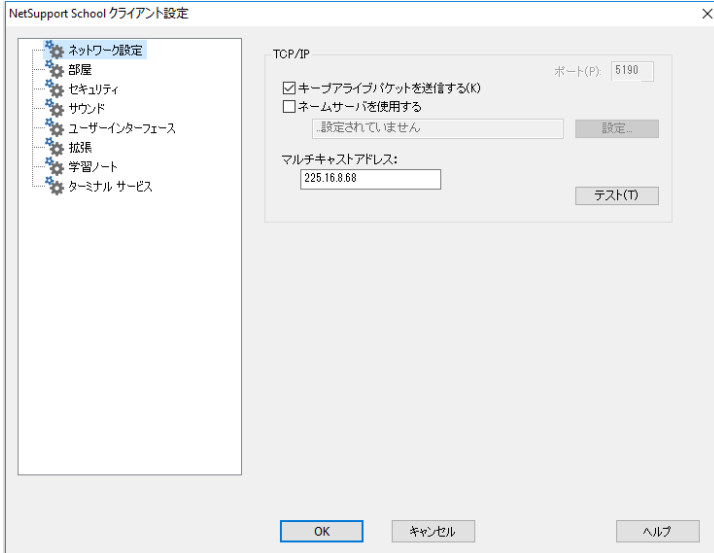 NetSupport School クライアント設定
ネットワーク設定
部屋
セキュリティ
サウンド
ユーザーインターフェース
拡張
学習ノート
ターミナル サービス
TCP/IP
ポート(P): 5190
キープアライブパケットを送信する(K)
ネームサーバを使用する
..設定されていません
設定...
マルチキャストアドレス:
225.16.8.68
テスト(T)
OK
キャンセル
ヘルプ